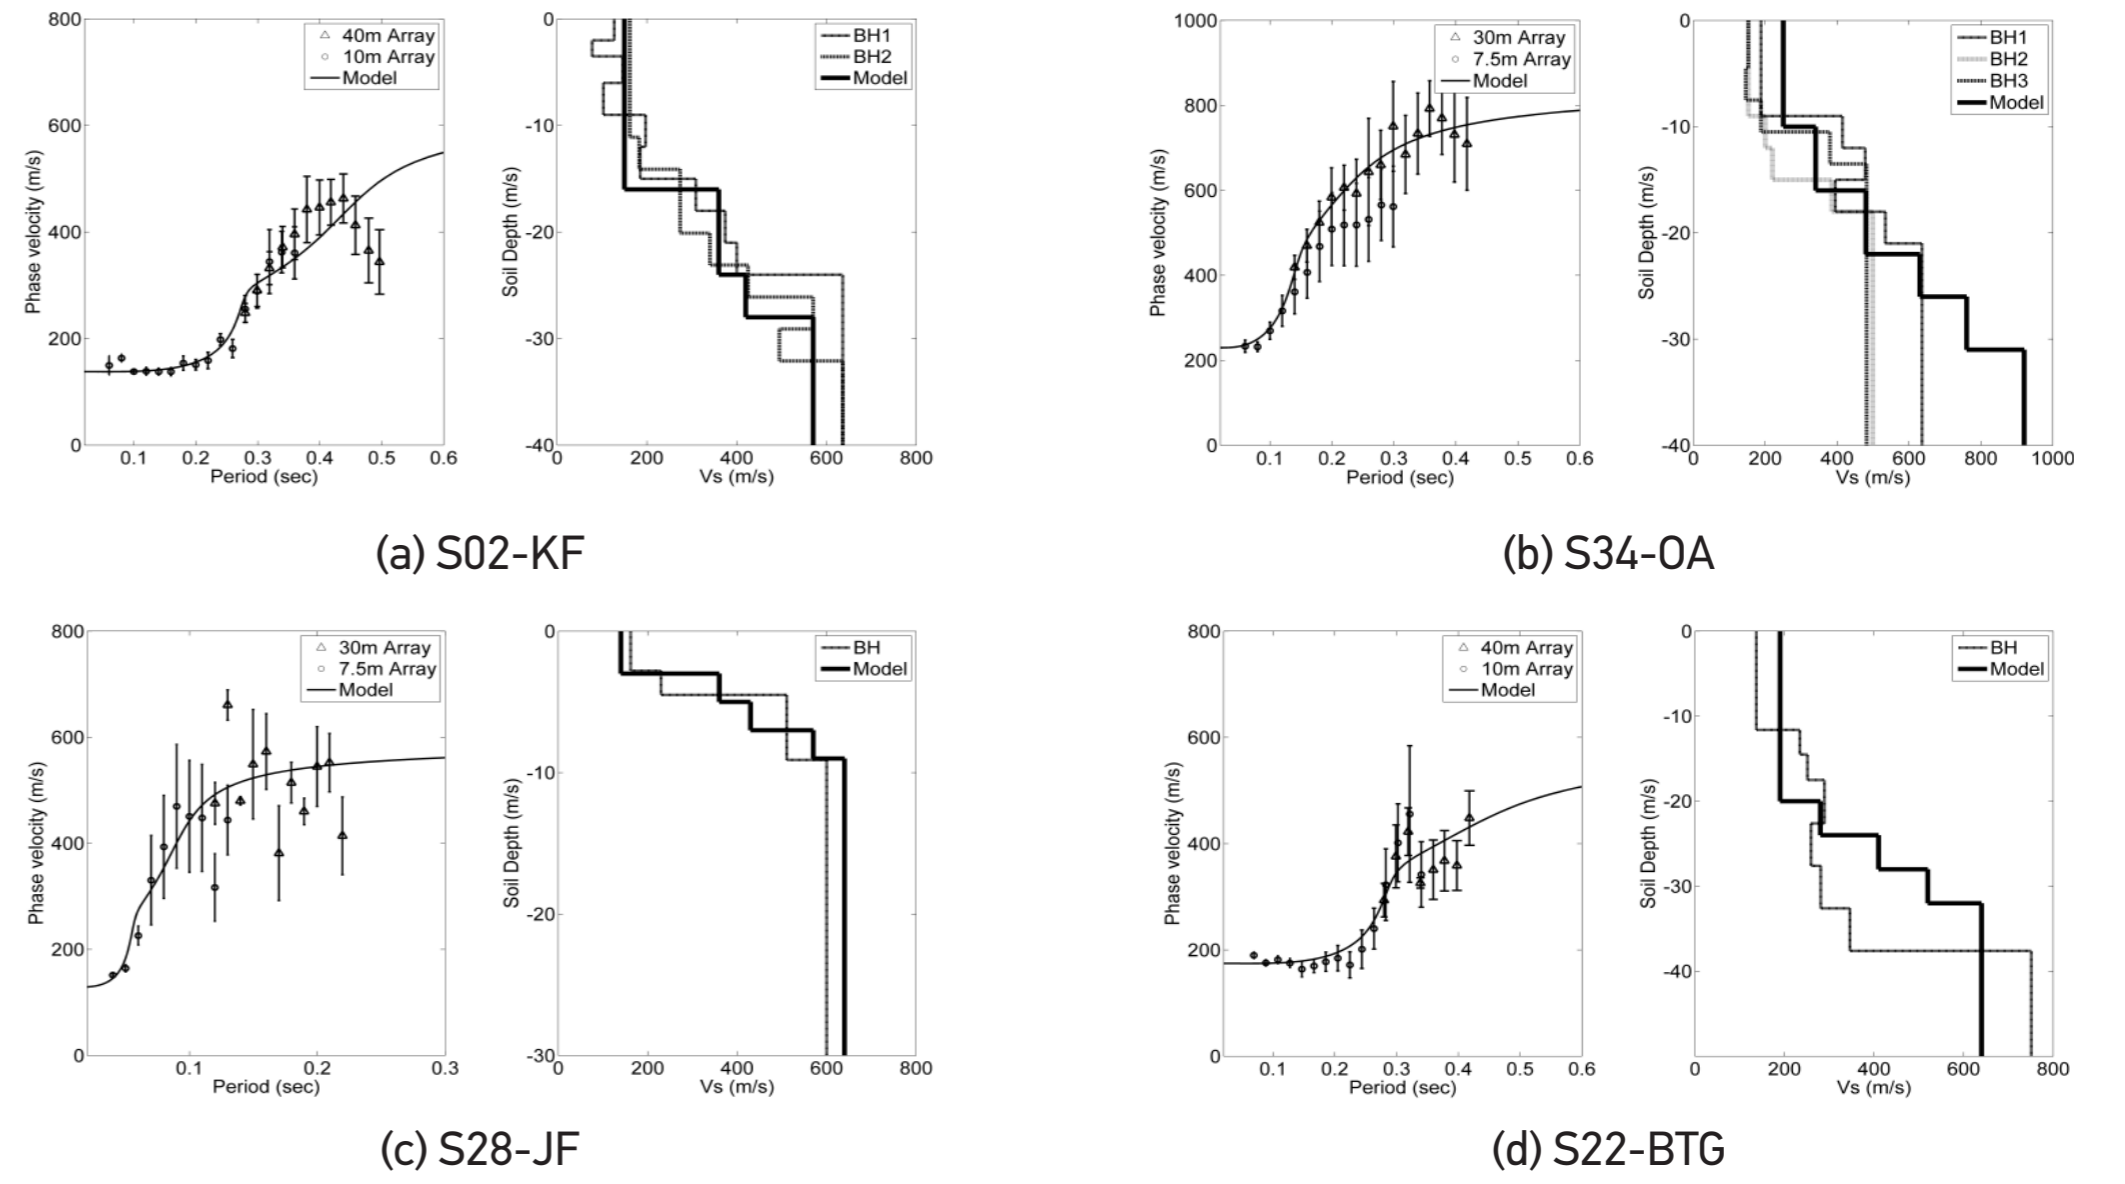 800
600
400
200
0
Phase velocity (m/s)
0.1 0.2 0.3 0.4 0.5 0.6
Period (sec)
40m Array
10m Array
Model
0
-10
-20
-30
-40
Soil Depth (m/s)
0 200 400 600 800
Vs (m/s)
BH1
BH2
Model
(a) S02-KF
1000
800
600
400
200
0
Phase velocity (m/s)
0.1 0.2 0.3 0.4 0.5 0.6
Period (sec)
30m Array
7.5m Array
Model
0
-10
-20
-30
-40
Soil Depth (m/s)
0 200 400 600 800 1000
Vs (m/s)
BH1
BH2
BH3
Model
(b) S34-OA
800
600
400
200
0
Phase velocity (m/s)
0.1 0.2 0.3
Period (sec)
30m Array
7.5m Array
Model
0
-10
-20
-30
Soil Depth (m/s)
0 200 400 600 800
Vs (m/s)
BH
Model
(c) S28-JF
800
600
400
200
0
Phase velocity (m/s)
0.1 0.2 0.3 0.4 0.5 0.6
Period (sec)
40m Array
10m Array
Model
0
-10
-20
-30
-40
Soil Depth (m/s)
0 200 400 600 800
Vs (m/s)
BH
Model
(d) S22-BTG